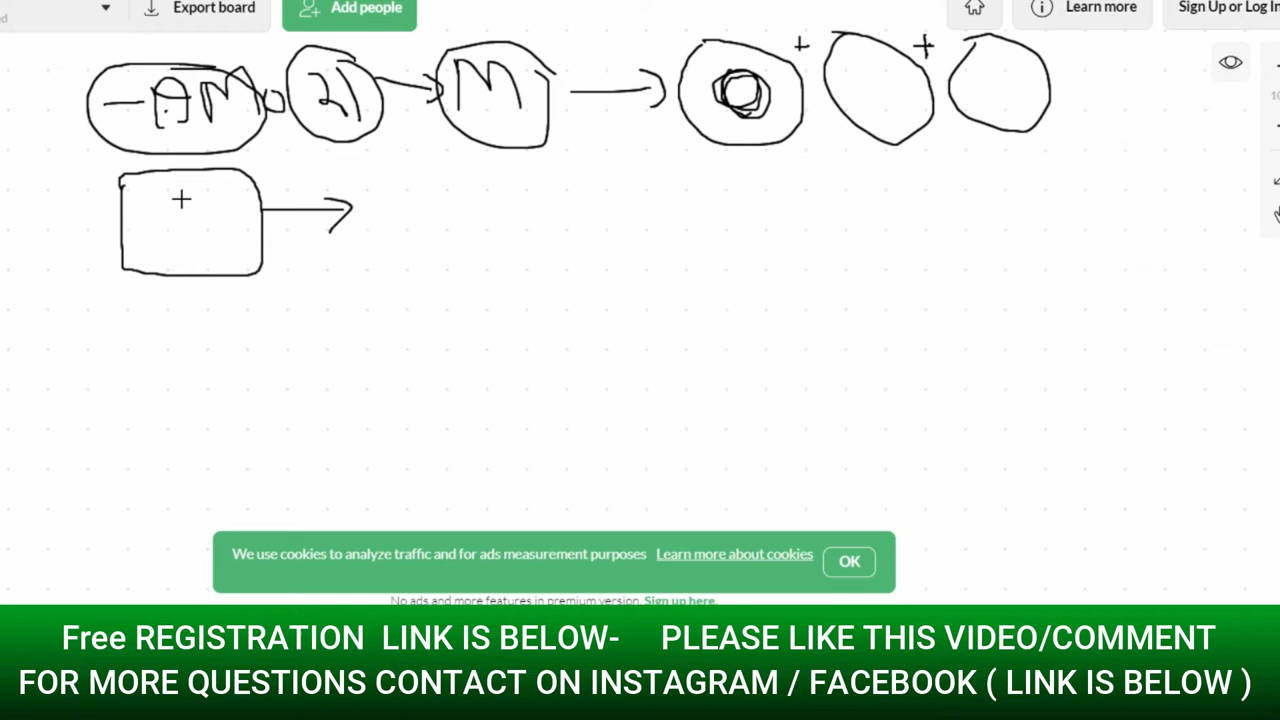 Export board
Add people
Learn more
Sign Up or Log In
-AM
21
M
+
+
+
We use cookies to analyze traffic and for ads measurement purposes Learn more about cookies OK
No ads and more features in premium version. Sign up here.
Free REGISTRATION LINK IS BELOW- PLEASE LIKE THIS VIDEO/COMMENT
FOR MORE QUESTIONS CONTACT ON INSTAGRAM / FACEBOOK ( LINK IS BELOW )